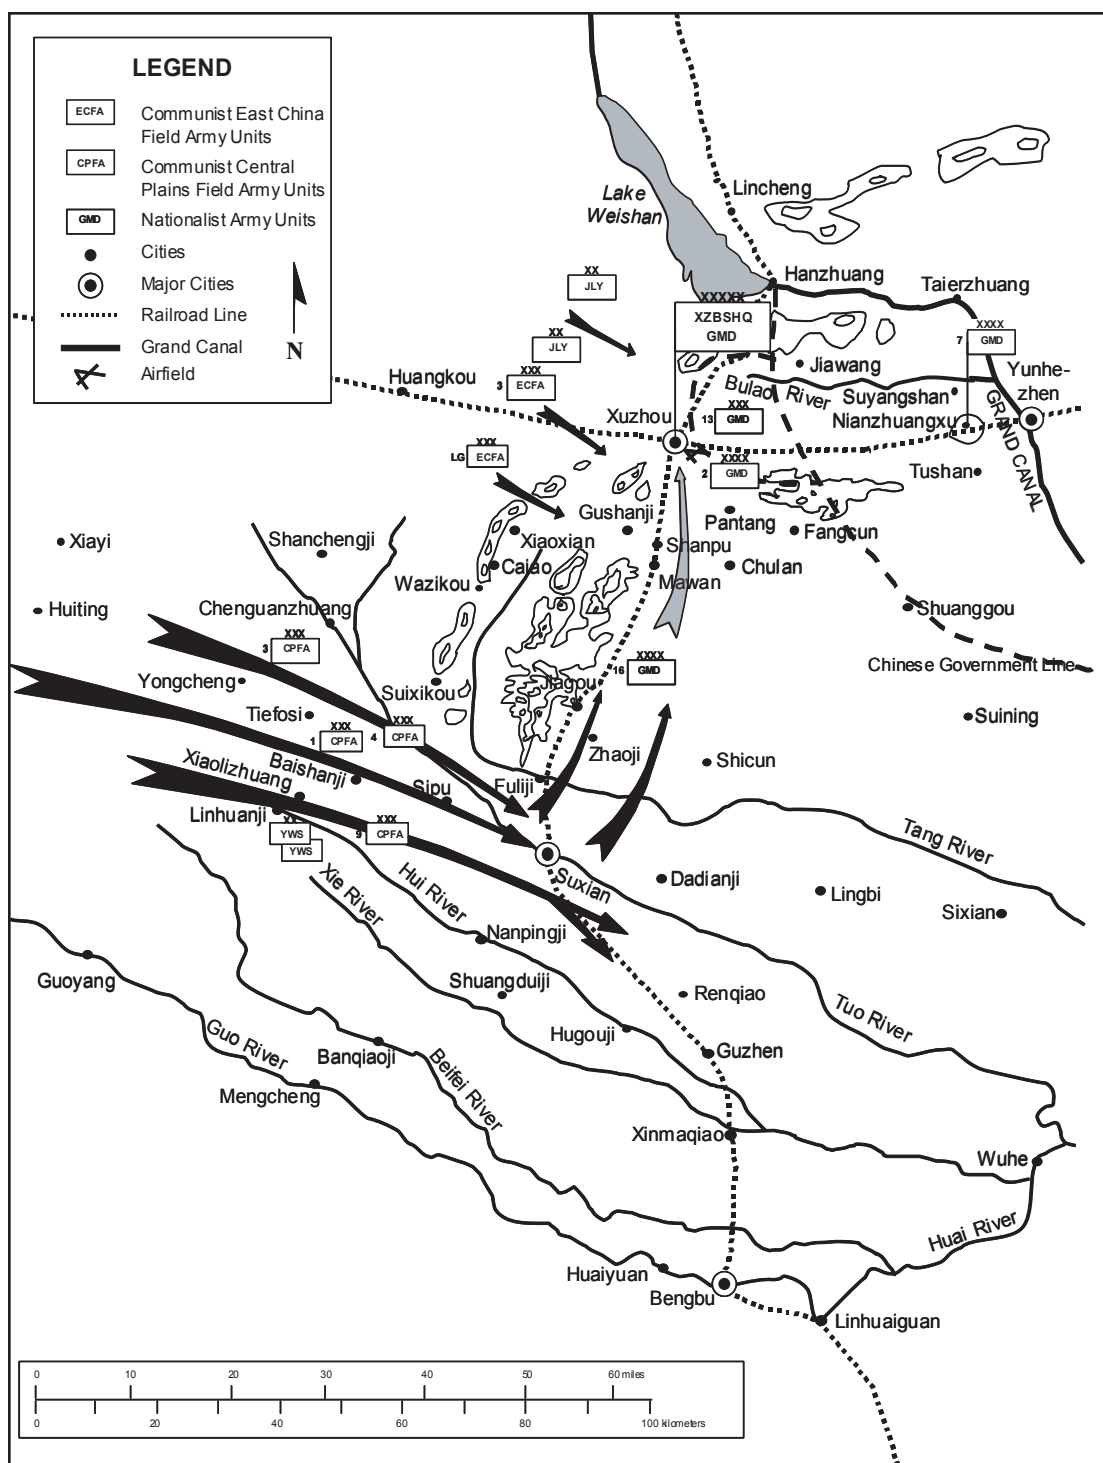 LEGEND
ECFA
Communist East China
Field Army Units
CPFA
Communist Central
Plains Field Army Units
GMD
Nationalist Army Units
Cities
Major Cities
Railroad Line
Grand Canal
Airfield
N
Lake
Weishan
Lincheng
Hanzhuang
Taierzhuang
XX
JLY
XX
JLY
XXX
3 ECFA
XXX
LG ECFA
XXXXX
XZBSHQ
GMD
XXXX
7 GMD
Jiawang
Yunhe-
zhen
Huangkou
Bulao River
Suyangshan
Nianzhuangxu
GRAND CANAL
Xuzhou
XXX
13 GMD
XXXX
2 GMD
Tushan
Gushanji
Pantang
Fangcun
Xiayi
Shanchengji
Xiaoxian
Shanpu
Caiao
Mawan
Chulan
Wazikou
Huiting
Chenguanzhuang
Shuanggou
XXX
3 CPFA
XXXX
16 GMD
Chinese Government Line
Yongcheng
Suixikou
Jiagou
Tiefosi
XXX
1 CPFA
XXX
4 CPFA
Suining
Zhaoji
Shicun
Xiaolizhuang
Baishanji
Sipu
Fuliji
Linhuanji
XX
YWS
YWS
XXX
9 CPFA
Tang River
Suxian
Xie River
Hui River
Dadianji
Lingbi
Sixian
Nanpingji
Guoyang
Shuangduiji
Renqiao
Tuo River
Guo River
Hugouji
Banqiaoji
Beifei River
Guzhen
Mengcheng
Xinmaqiao
Wuhe
Huai River
Huaiyuan
Bengbu
Linhuaiguan
0 10 20 30 40 50 60 miles
0 20 40 60 80 100 kilometers